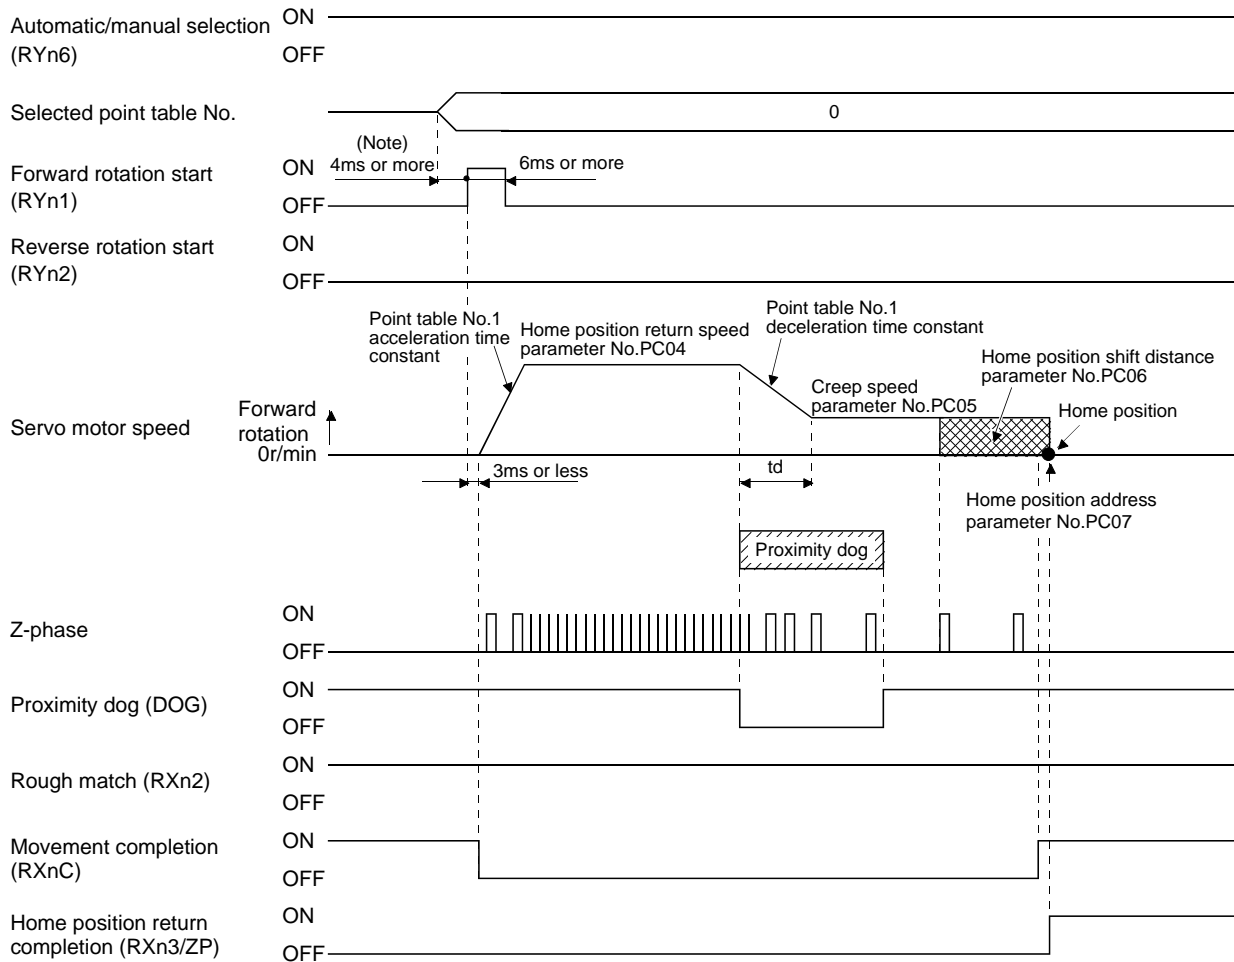 Automatic/manual selection
(RYn6)
ON
OFF
Selected point table No.
0
Forward rotation start
(RYn1)
ON
OFF
(Note)
4ms or more
6ms or more
Reverse rotation start
(RYn2)
ON
OFF
Servo motor speed
Forward
rotation
0r/min
Point table No.1
acceleration time
constant
Home position return speed
parameter No.PC04
Point table No.1
deceleration time constant
Creep speed
parameter No.PC05
Home position shift distance
parameter No.PC06
Home position
3ms or less
td
Home position address
parameter No.PC07
Proximity dog
Z-phase
ON
OFF
Proximity dog (DOG)
ON
OFF
Rough match (RXn2)
ON
OFF
Movement completion
(RXnC)
ON
OFF
Home position return
completion (RXn3/ZP)
ON
OFF